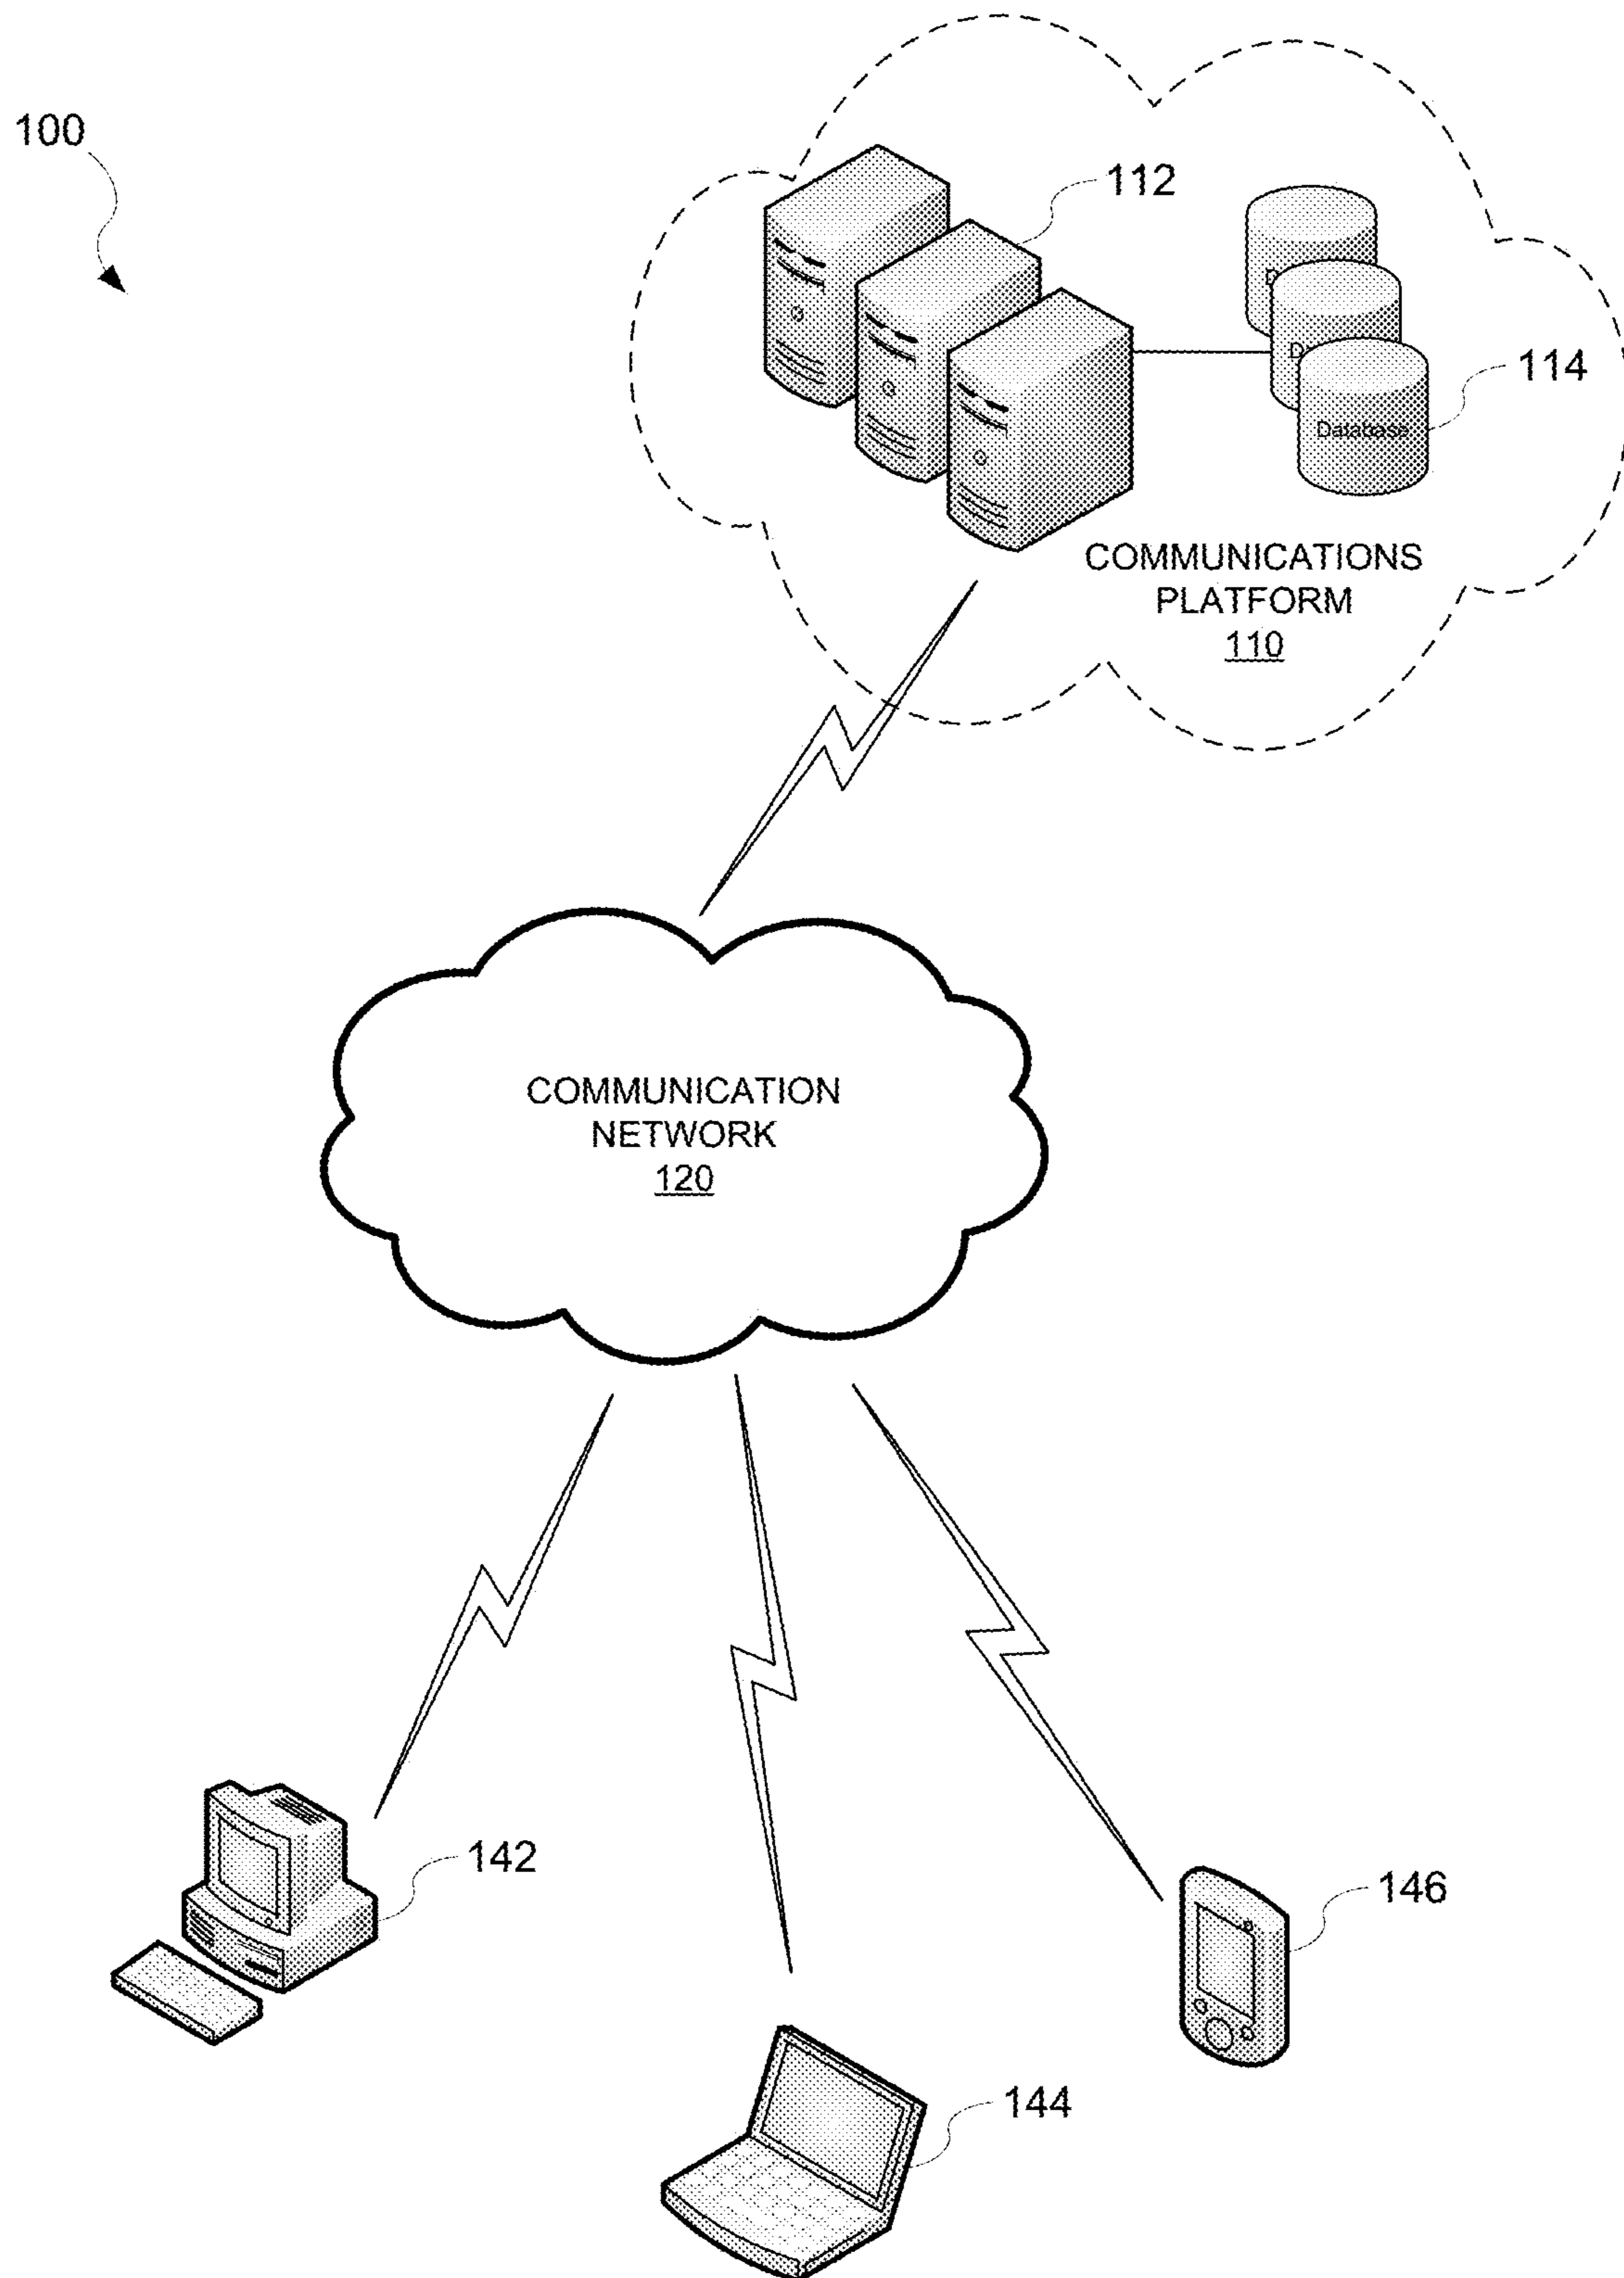 100
112
114
Database
COMMUNICATIONS
PLATFORM
110
COMMUNICATION
NETWORK
120
142
146
144